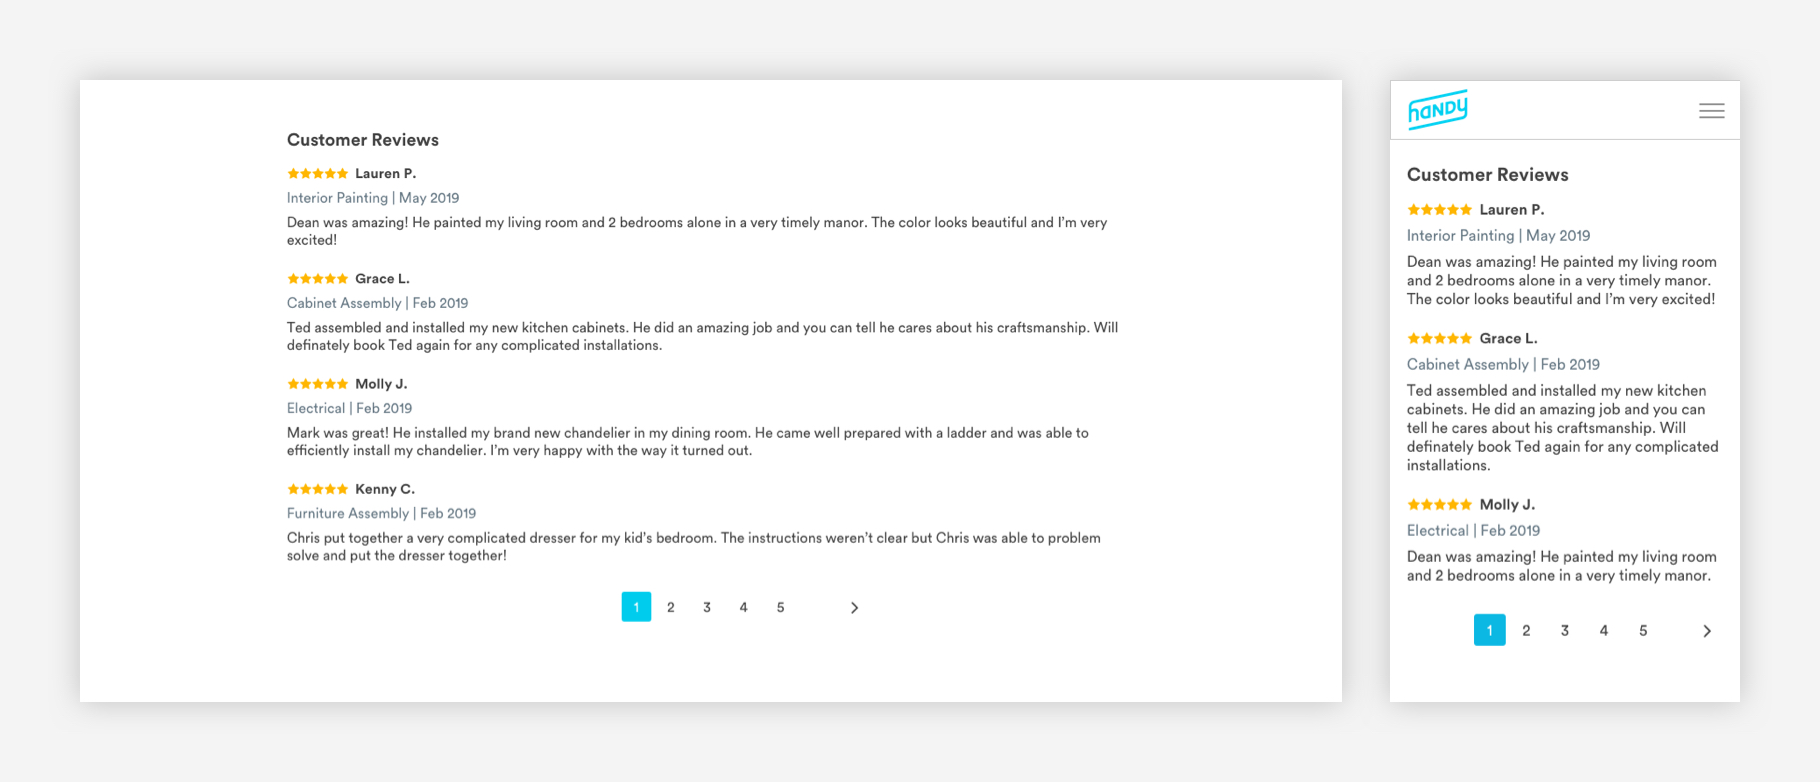 Customer Reviews
Lauren P.
Interior Painting | May 2019
Dean was amazing! He painted my living room and 2 bedrooms alone in a very timely manor. The color looks beautiful and I'm very
excited!
Grace L.
Cabinet Assembly | Feb 2019
Ted assembled and installed my new kitchen cabinets. He did an amazing job and you can tell he cares about his craftsmanship. Will
definately book Ted again for any complicated installations.
Molly J.
Electrical | Feb 2019
Mark was great! He installed my brand new chandelier in my dining room. He came well prepared with a ladder and was able to
efficiently install my chandelier. I'm very happy with the way it turned out.
Kenny C.
Furniture Assembly | Feb 2019
Chris put together a very complicated dresser for my kid's bedroom. The instructions weren't clear but Chris was able to problem
solve and put the dresser together!
1 2 3 4 5
handy
Customer Reviews
Lauren P.
Interior Painting | May 2019
Dean was amazing! He painted my living room
and 2 bedrooms alone in a very timely manor.
The color looks beautiful and I'm very excited!
Grace L.
Cabinet Assembly | Feb 2019
Ted assembled and installed my new kitchen
cabinets. He did an amazing job and you can
tell he cares about his craftsmanship. Will
definately book Ted again for any complicated
installations.
Molly J.
Electrical | Feb 2019
Dean was amazing! He painted my living room
and 2 bedrooms alone in a very timely manor.
1 2 3 4 5